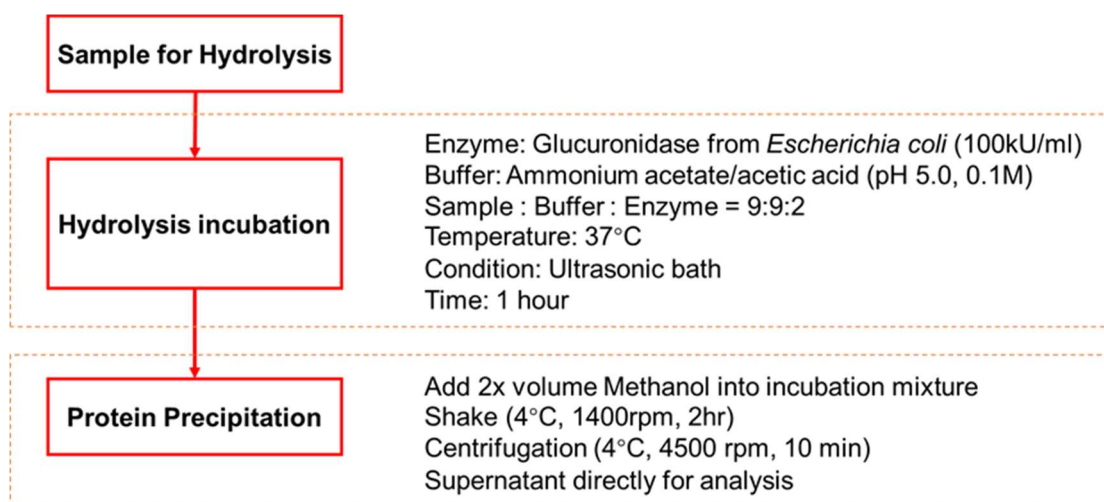 Sample for Hydrolysis
Hydrolysis incubation
Enzyme: Glucuronidase from Escherichia coli (100kU/ml)
Buffer: Ammonium acetate/acetic acid (pH 5.0, 0.1M)
Sample : Buffer : Enzyme = 9:9:2
Temperature: 37°C
Condition: Ultrasonic bath
Time: 1 hour
Protein Precipitation
Add 2x volume Methanol into incubation mixture
Shake (4°C, 1400rpm, 2hr)
Centrifugation (4°C, 4500 rpm, 10 min)
Supernatant directly for analysis